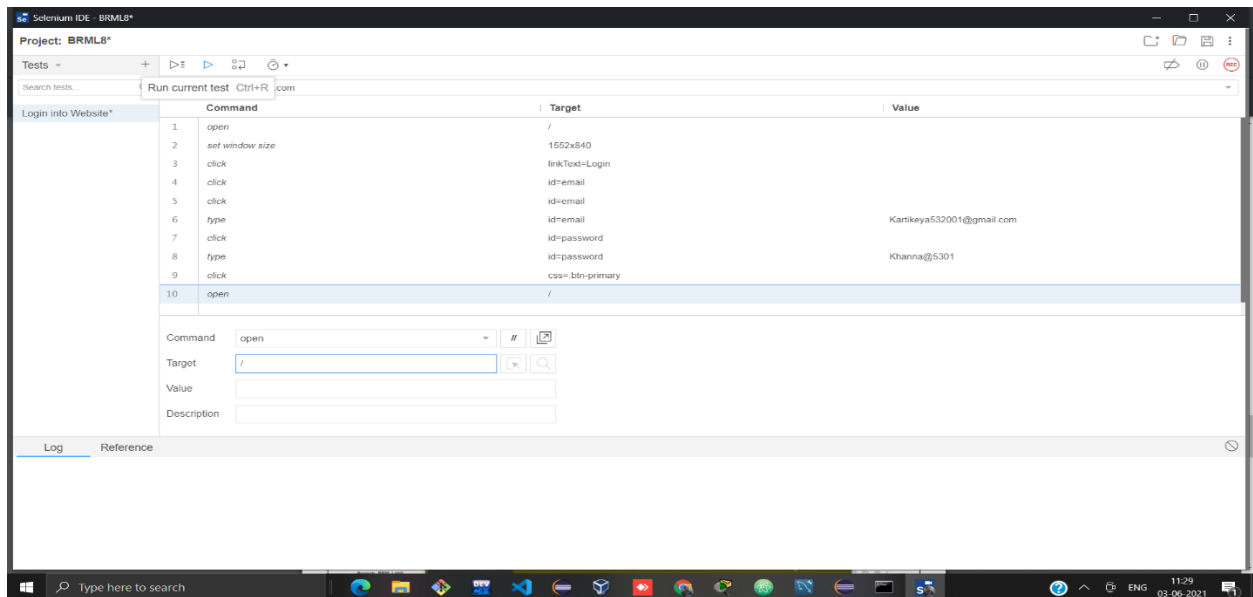 Selenium IDE - BRML8*
Project: BRML8*
Tests
Search tests...
Run current test Ctrl+R
.com
Login into Website*
Command Target Value
1 open /
2 set window size 1552x840
3 click linkText=Login
4 click id=email
5 click id=email
6 type id=email Kartikeya532001@gmail.com
7 click id=password
8 type id=password Khanna@5301
9 click css=.btn-primary
10 open /
Command open //
Target /
Value
Description
Log Reference
Type here to search
ENG 11:29
03-06-2021